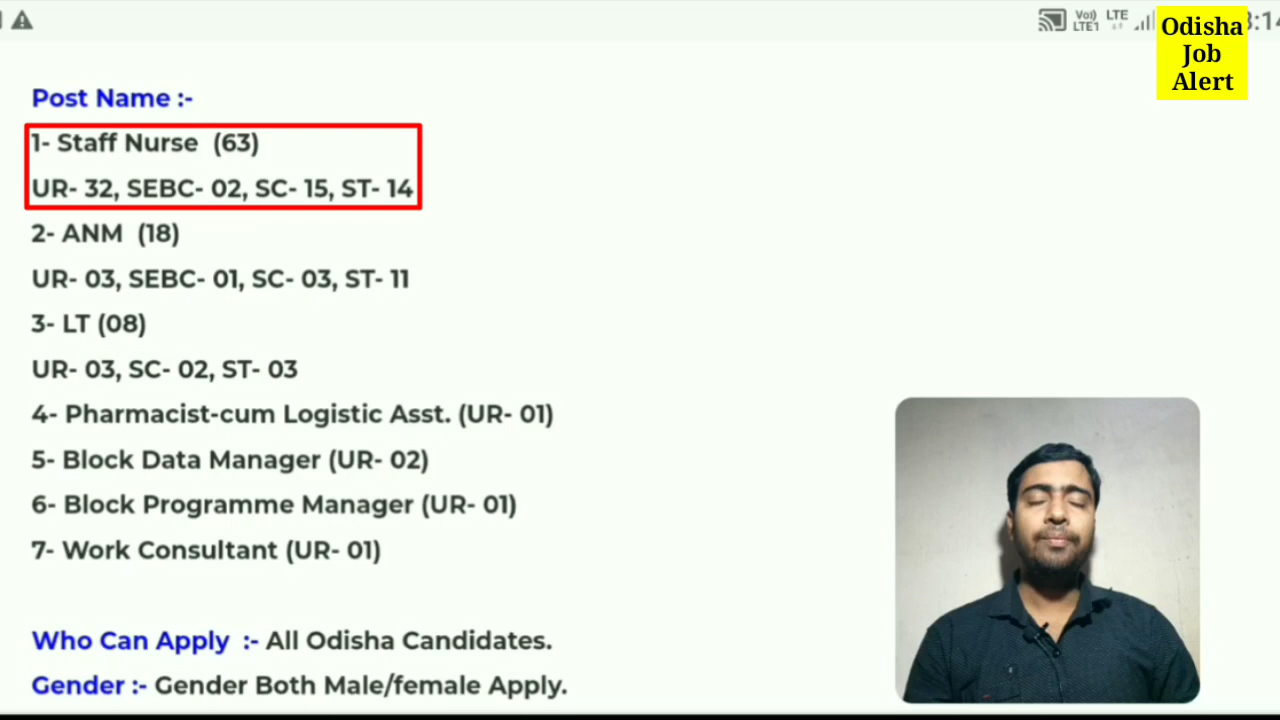 Vo))
LTE1
LTE
Odisha
Job
Alert
Post Name :-
1- Staff Nurse (63)
UR- 32, SEBC- 02, SC- 15, ST- 14
2- ANM (18)
UR- 03, SEBC- 01, SC- 03, ST- 11
3- LT (08)
UR- 03, SC- 02, ST- 03
4- Pharmacist-cum Logistic Asst. (UR- 01)
5- Block Data Manager (UR- 02)
6- Block Programme Manager (UR- 01)
7- Work Consultant (UR- 01)
Who Can Apply :- All Odisha Candidates.
Gender :- Gender Both Male/female Apply.